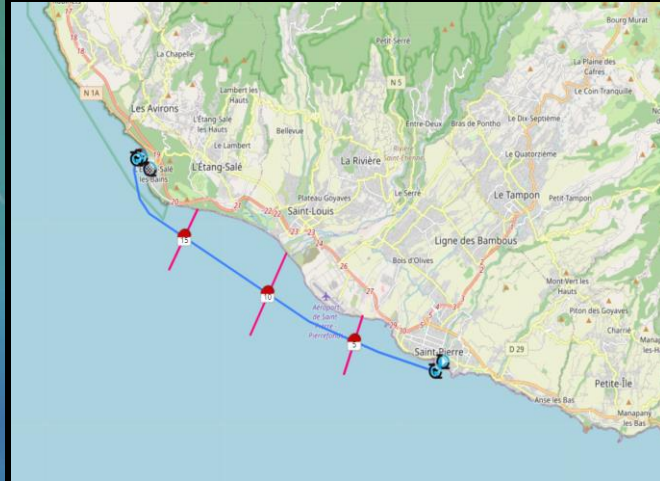 Bourg Murat
Petit-Serré
La Chapelle
N 5
La Plaine des
Cafres
N 1A
Lambert les
Hauts
Le Coin Tranquille
Les Avirons
L'Étang-Salé
les Hauts
Bellevue
Entre-Deux
Bras de Pontho
Le Dix-Septième
Le Lambert
Le Quatorzième
L'Étang-Salé
La Rivière
Plateau Goyaves
Le Serré
Le Tampon
Petit-Tampon
Saint-Louis
Ligne des Bambous
15
Bois d'Olives
Mont Vert les
Hauts
10
Aéroport
de Saint-
Pierre
Pierrefonds
Piton des Goyaves
Charrié
5
Saint-Pierre
D 29
Petite-Île
Anse les Bas
Manapany
les Bas